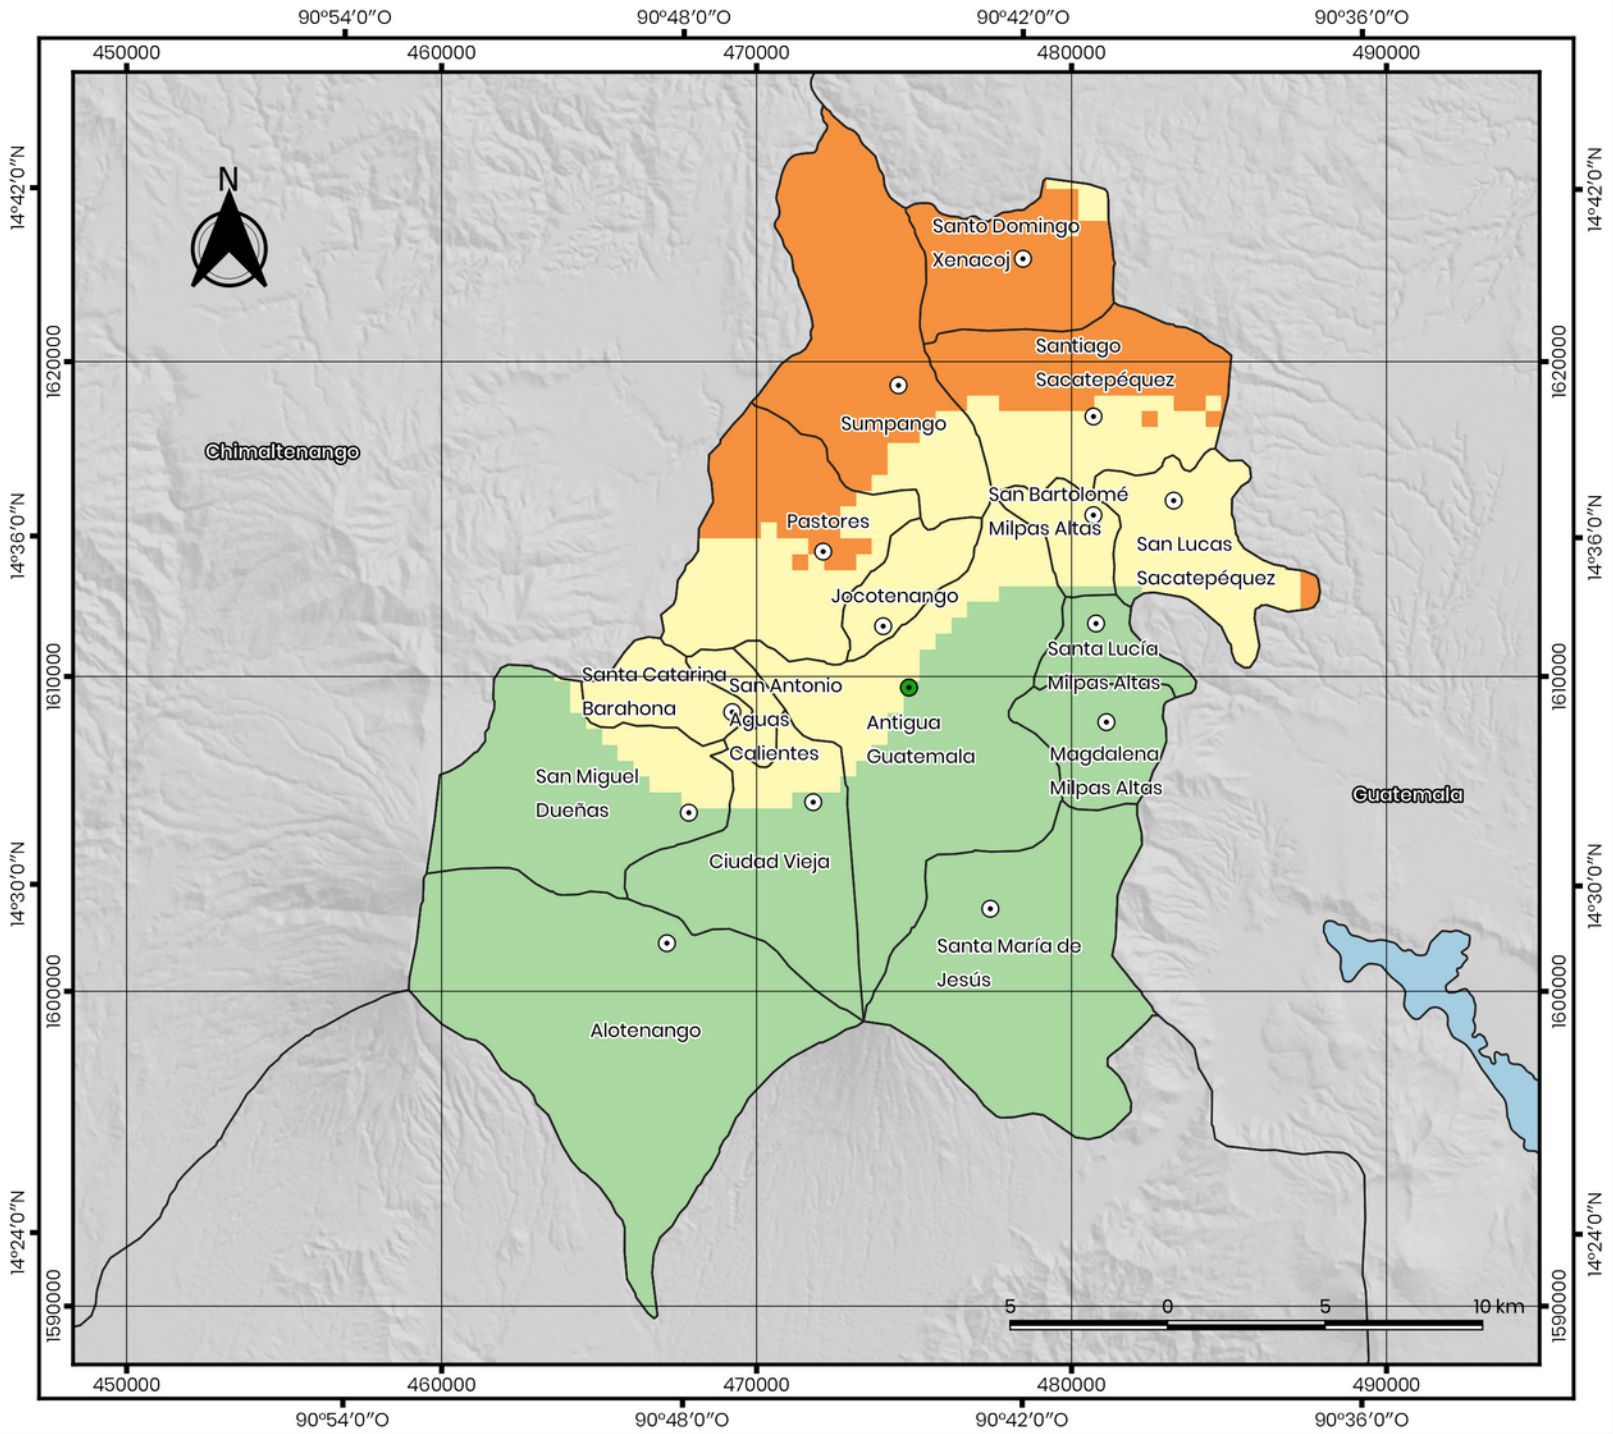 90°54'0"O 90°48'0"O 90°42'0"O 90°36'0"O
450000 460000 470000 480000 490000
14°42'0"N
14°42'0"N
N
Santo Domingo
Xenacoj
1620000
1620000
Santiago
Sacatepéquez
Sumpango
Chimaltenango
San Bartolomé
Milpas Altas
Pastores
14°36'0"N
14°36'0"N
San Lucas
Sacatepéquez
Jocotenango
Santa Lucía
Milpas Altas
1610000
1610000
Santa Catarina
Barahona
San Antonio
Aguas
Calientes
Antigua
Guatemala
Magdalena
Milpas Altas
San Miguel
Dueñas
Guatemala
Ciudad Vieja
14°30'0"N
14°30'0"N
Santa María de
Jesús
1600000
1600000
Alotenango
14°24'0"N
14°24'0"N
1590000
1590000
5 0 5 10 km
450000 460000 470000 480000 490000
90°54'0"O 90°48'0"O 90°42'0"O 90°36'0"O